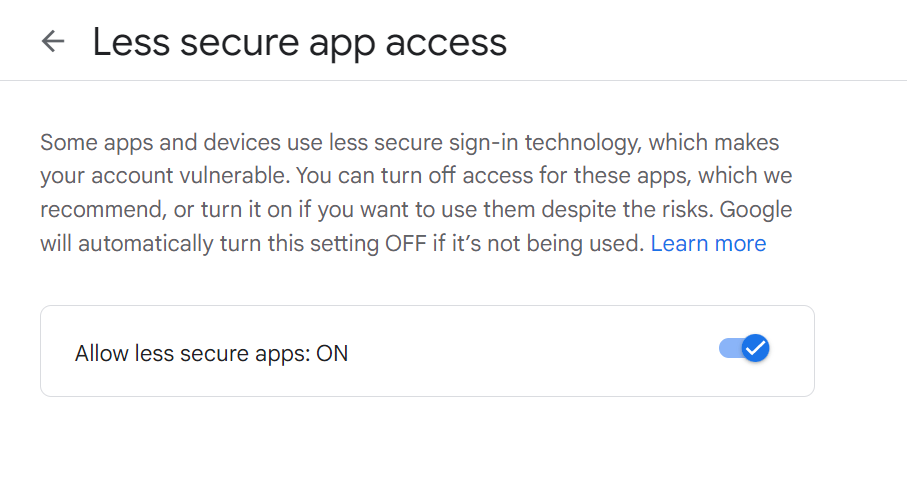 Less secure app access
Some apps and devices use less secure sign-in technology, which makes
your account vulnerable. You can turn off access for these apps, which we
recommend, or turn it on if you want to use them despite the risks. Google
will automatically turn this setting OFF if it’s not being used. Learn more
Allow less secure apps: ON